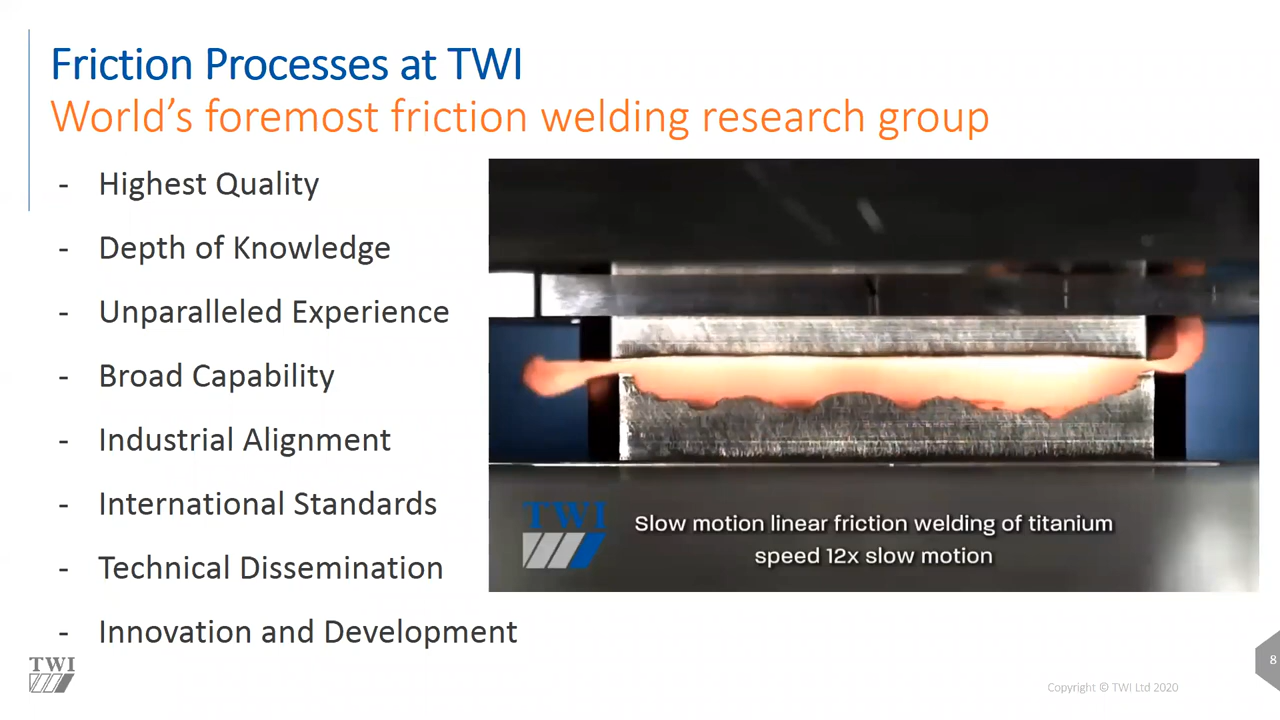 Friction Processes at TWI
World's foremost friction welding research group
- Highest Quality
- Depth of Knowledge
- Unparalleled Experience
- Broad Capability
- Industrial Alignment
- International Standards
- Technical Dissemination
- Innovation and Development
TWI
Slow motion linear friction welding of titanium
speed 12x slow motion
TWI
Copyright © TWI Ltd 2020
8